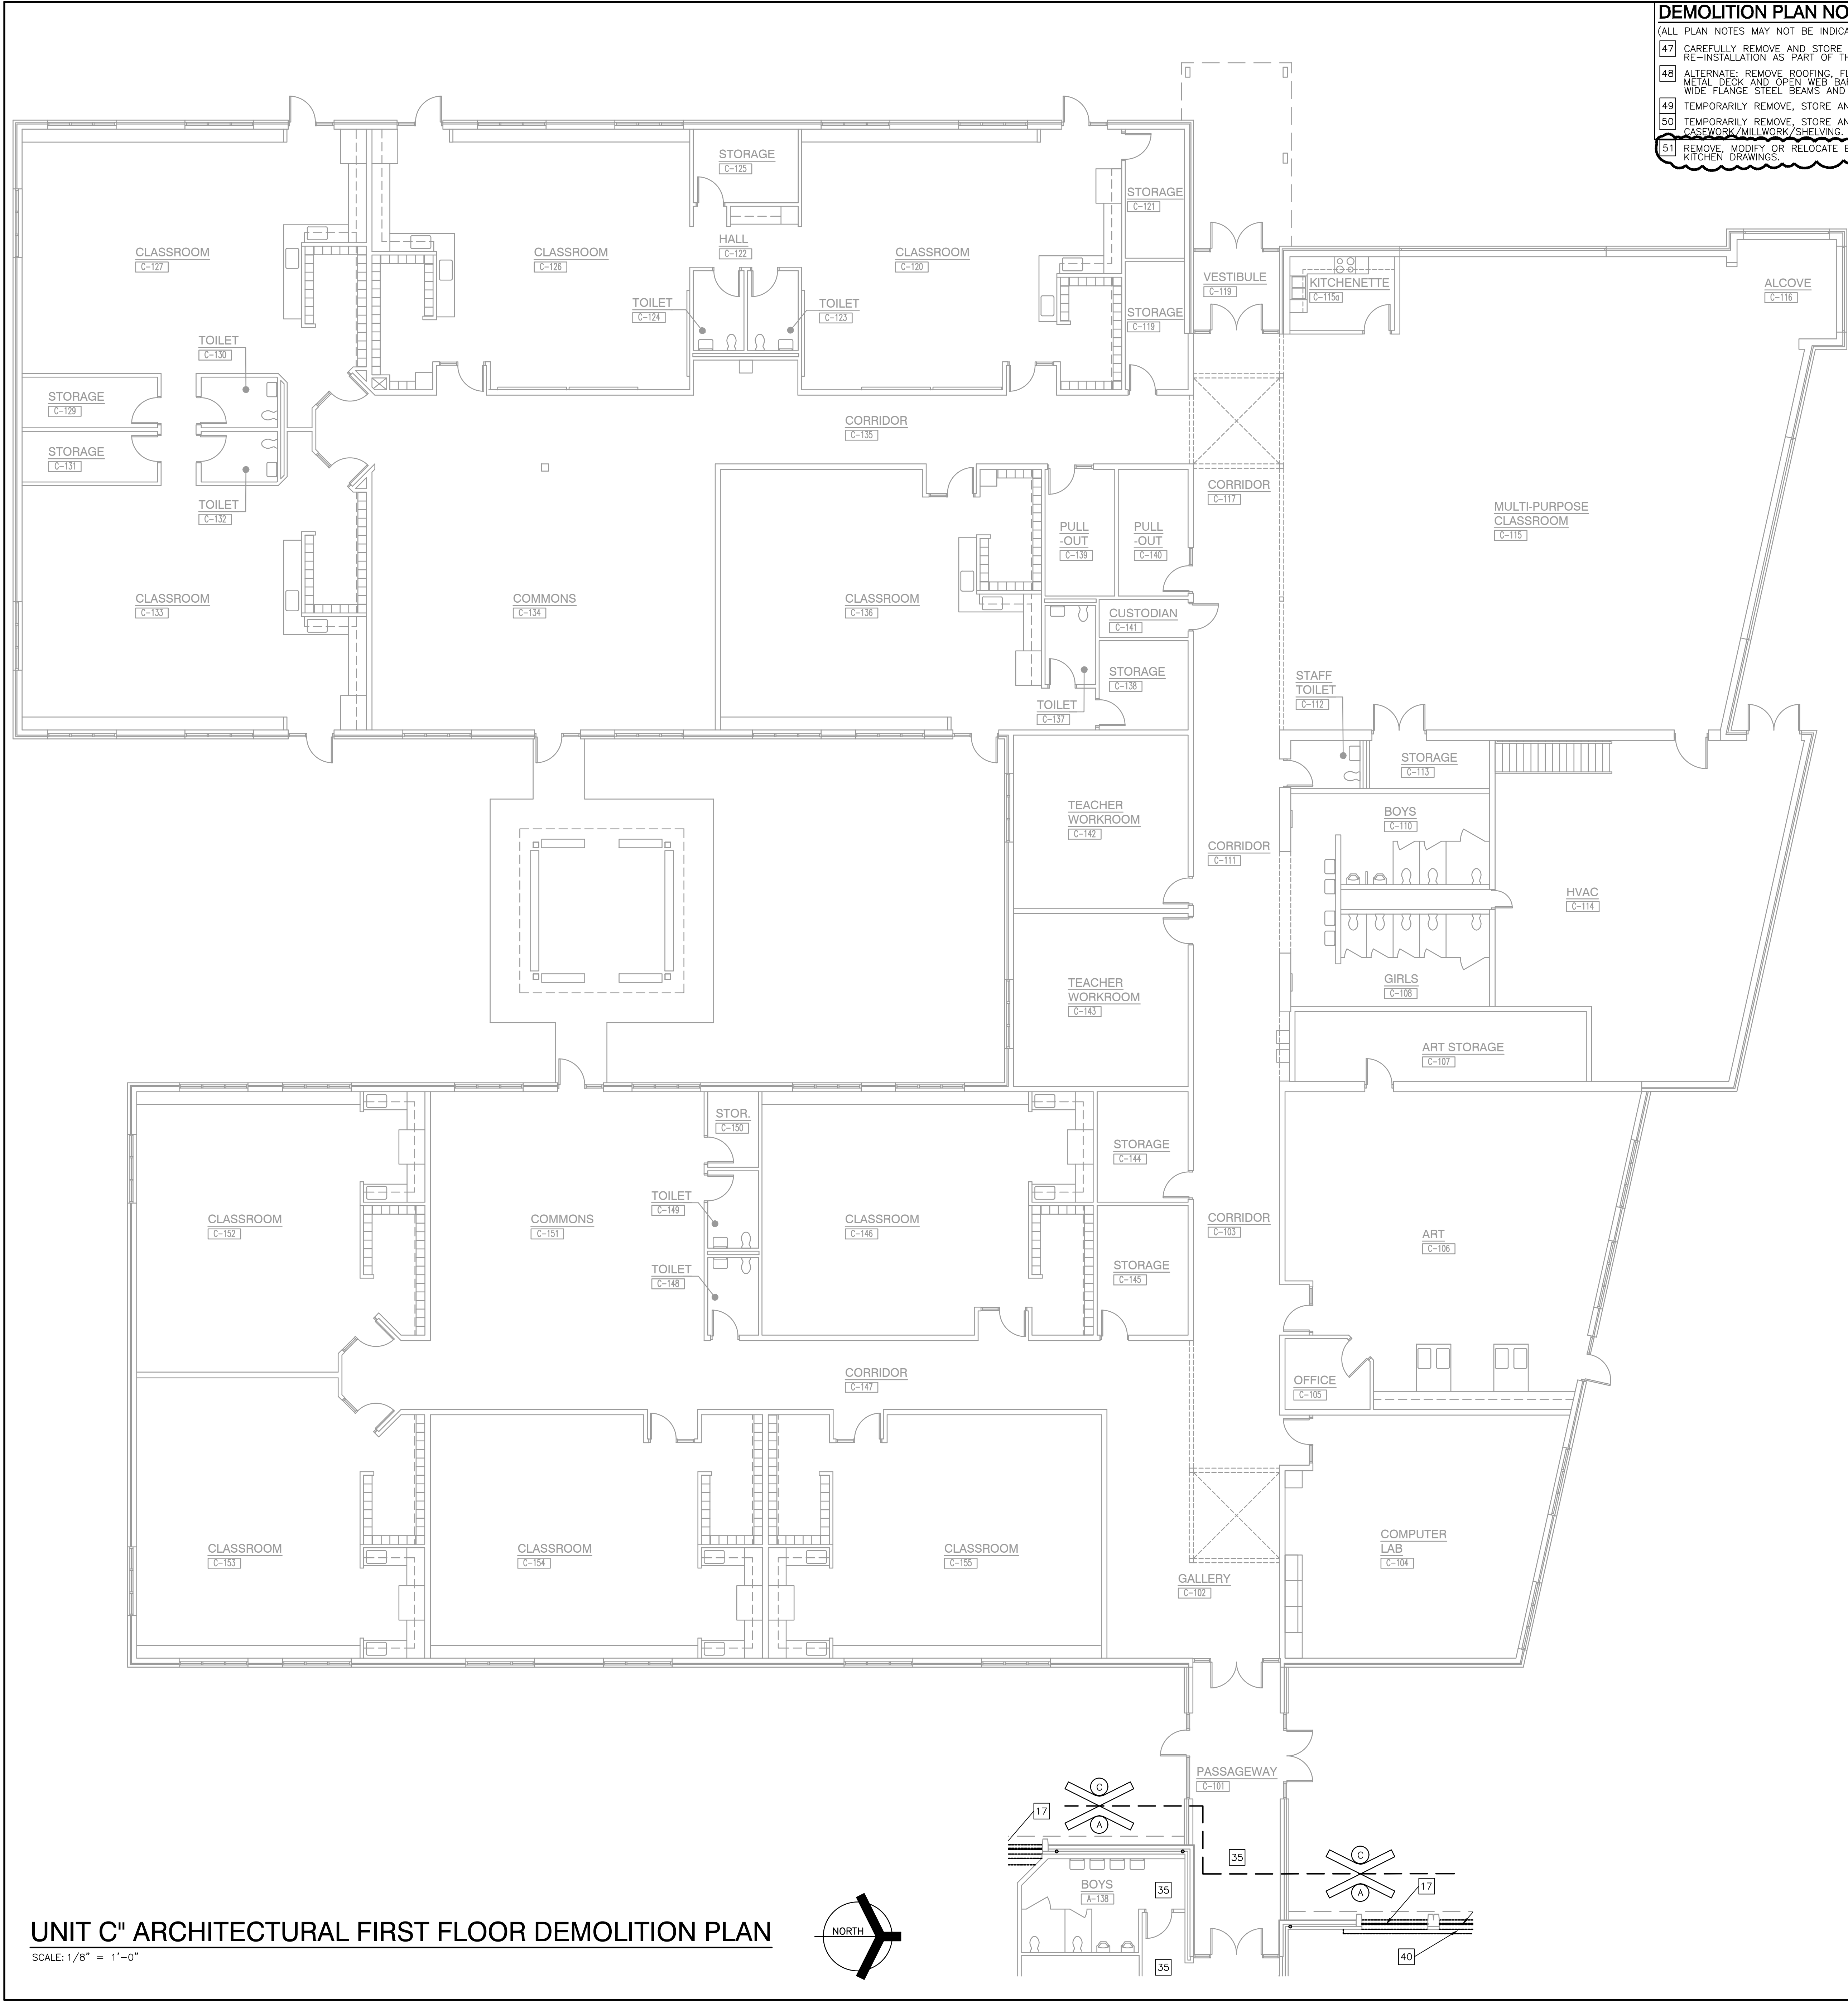 DEMOLITION PLAN NO
(ALL PLAN NOTES MAY NOT BE INDICA
47 CAREFULLY REMOVE AND STORE
RE-INSTALLATION AS PART OF TH
48 ALTERNATE: REMOVE ROOFING, FL
METAL DECK AND OPEN WEB BAR
WIDE FLANGE STEEL BEAMS AND
49 TEMPORARILY REMOVE, STORE AN
50 TEMPORARILY REMOVE, STORE AN
CASEWORK/MILLWORK/SHELVING.
51 REMOVE, MODIFY OR RELOCATE E
KITCHEN DRAWINGS.
STORAGE
C-125
STORAGE
C-121
CLASSROOM
C-127
CLASSROOM
C-126
HALL
C-122
CLASSROOM
C-120
VESTIBULE
C-119
KITCHENETTE
C-115a
ALCOVE
C-116
TOILET
C-124
TOILET
C-123
STORAGE
C-119
TOILET
C-130
STORAGE
C-129
CORRIDOR
C-135
STORAGE
C-131
TOILET
C-132
CORRIDOR
C-117
MULTI-PURPOSE
CLASSROOM
C-115
PULL
-OUT
C-139
PULL
-OUT
C-140
CLASSROOM
C-133
COMMONS
C-134
CLASSROOM
C-136
CUSTODIAN
C-141
STORAGE
C-138
STAFF
TOILET
C-112
TOILET
C-137
STORAGE
C-113
TEACHER
WORKROOM
C-142
BOYS
C-110
CORRIDOR
C-111
HVAC
C-114
TEACHER
WORKROOM
C-143
GIRLS
C-108
ART STORAGE
C-107
STOR.
C-150
STORAGE
C-144
TOILET
C-149
CLASSROOM
C-152
COMMONS
C-151
CLASSROOM
C-146
CORRIDOR
C-103
ART
C-106
TOILET
C-148
STORAGE
C-145
CORRIDOR
C-147
OFFICE
C-105
CLASSROOM
C-153
CLASSROOM
C-154
CLASSROOM
C-155
COMPUTER
LAB
C-104
GALLERY
C-102
PASSAGEWAY
C-101
C
A
17
35
C
A
17
BOYS
A-138
35
35
40
UNIT C" ARCHITECTURAL FIRST FLOOR DEMOLITION PLAN
SCALE: 1/8" = 1'-0"
NORTH